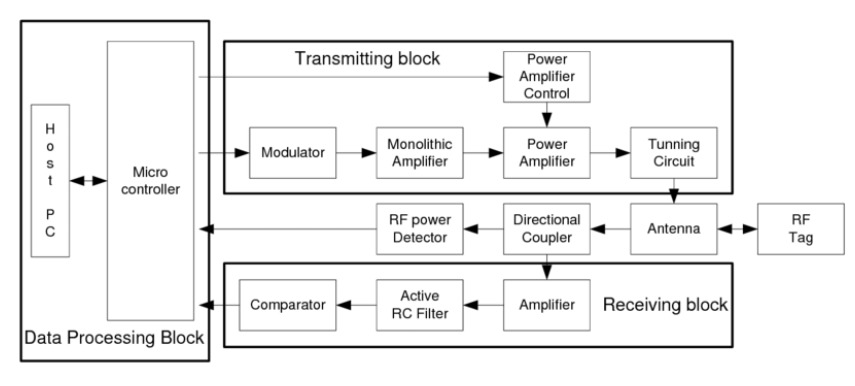 Transmitting block
Power
Amplifier
Control
H
o
s
t
P
C
Micro
controller
Modulator
Monolithic
Amplifier
Power
Amplifier
Tunning
Circuit
RF power
Detector
Directional
Coupler
Antenna
RF
Tag
Comparator
Active
RC Filter
Amplifier
Receiving block
Data Processing Block